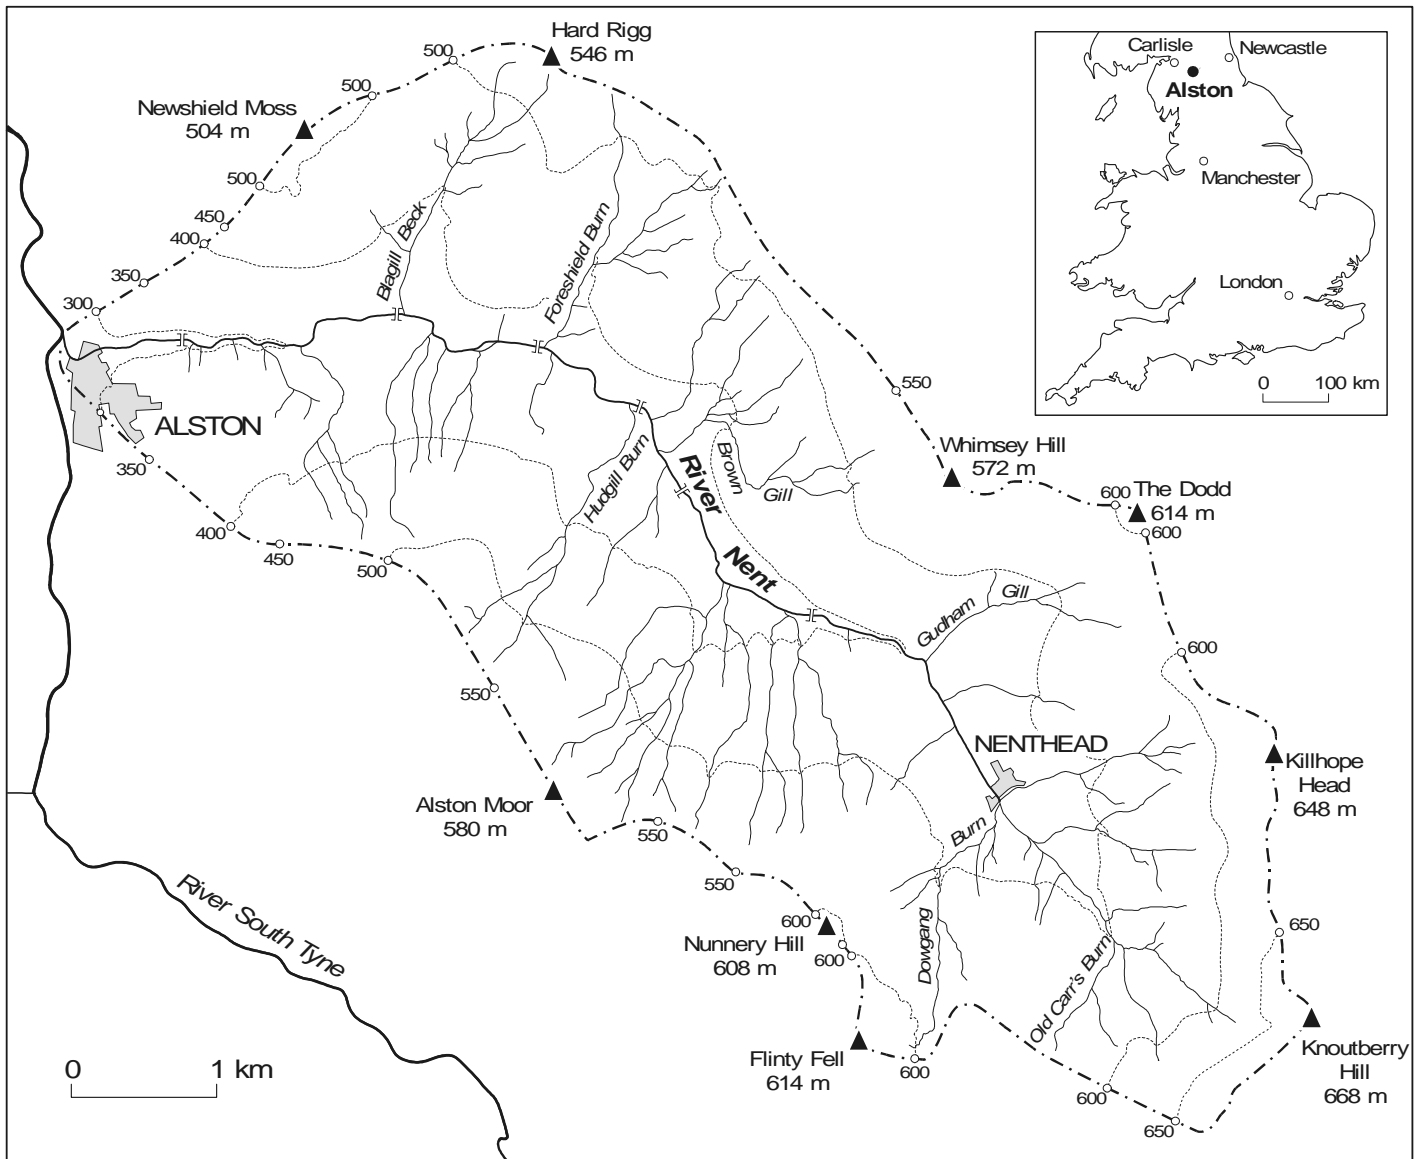 Hard Rigg
546 m
500
500
Newshield Moss
504 m
500
450
400
350
300
Blagill Beck
Foreshield Burn
ALSTON
350
400
450
500
550
Hudgill Burn
River
Nent
Brown
Gill
550
Whimsey Hill
572 m
600
The Dodd
614 m
600
Gudham
Gill
600
NENTHEAD
Killhope
Head
648 m
Alston Moor
580 m
550
550
Burn
Dowgang
600
Nunnery Hill
608 m
600
Old Carr's Burn
650
Flinty Fell
614 m
600
600
650
Knoutberry
Hill
668 m
River South Tyne
0 1 km
Carlisle
Newcastle
Alston
Manchester
London
0 100 km